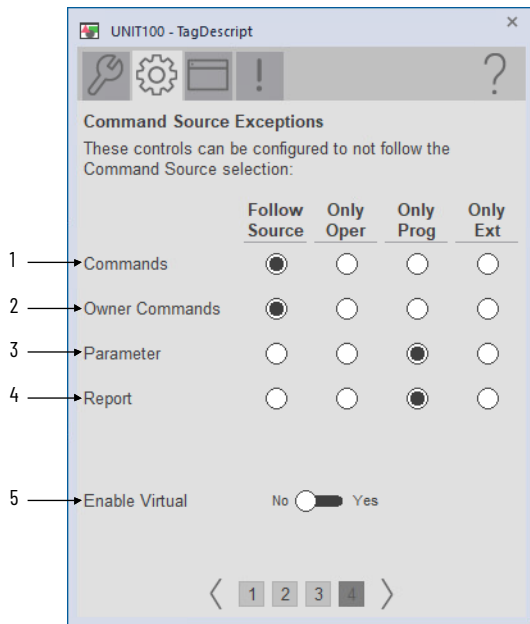 UNIT100 - TagDescript
Command Source Exceptions
These controls can be configured to not follow the
Command Source selection:
Follow Source Only Oper Only Prog Only Ext
1 Commands
2 Owner Commands
3 Parameter
4 Report
5 Enable Virtual No Yes
1 2 3 4